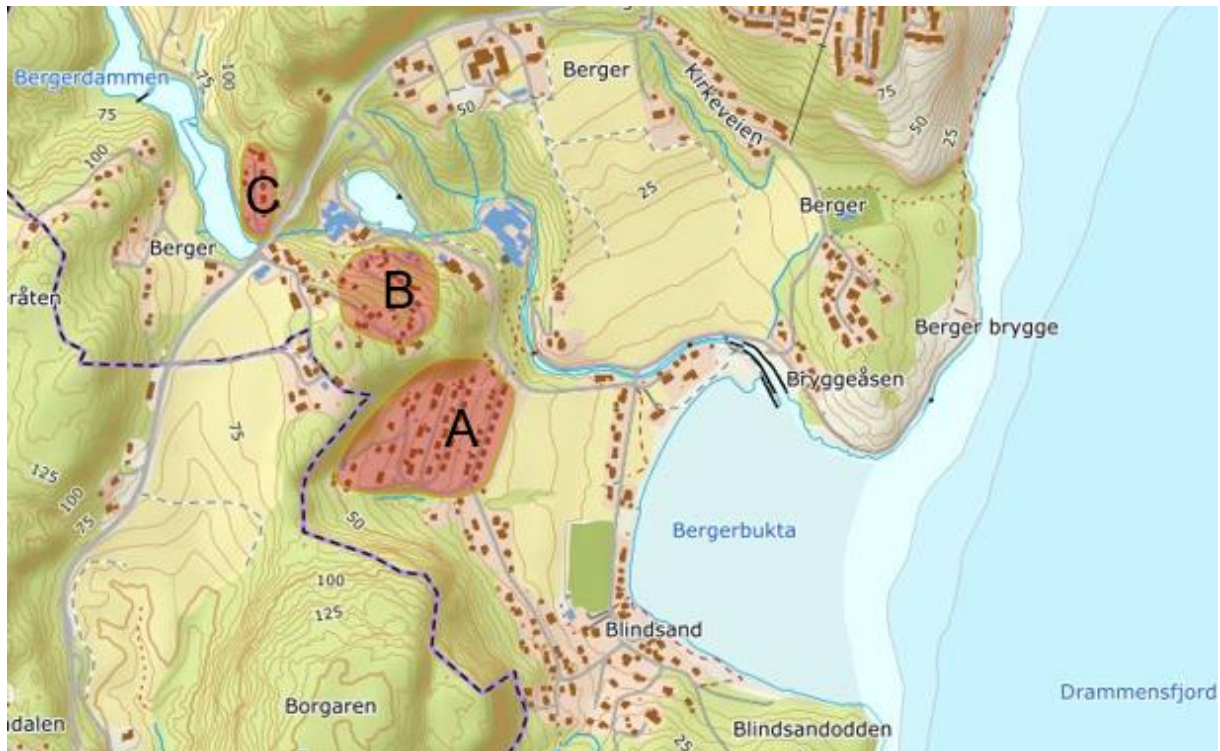 Bergerdammen
75
100
75
100
50
Berger
Kirkeveien
75
50
25
C
25
Berger
Berger
B
råten
Berger brygge
Bryggeåsen
A
75
125
100
75
50
Bergerbukta
100
125
Blindsand
Borgaren
Drammensfjord
dalen
Blindsandodden
25